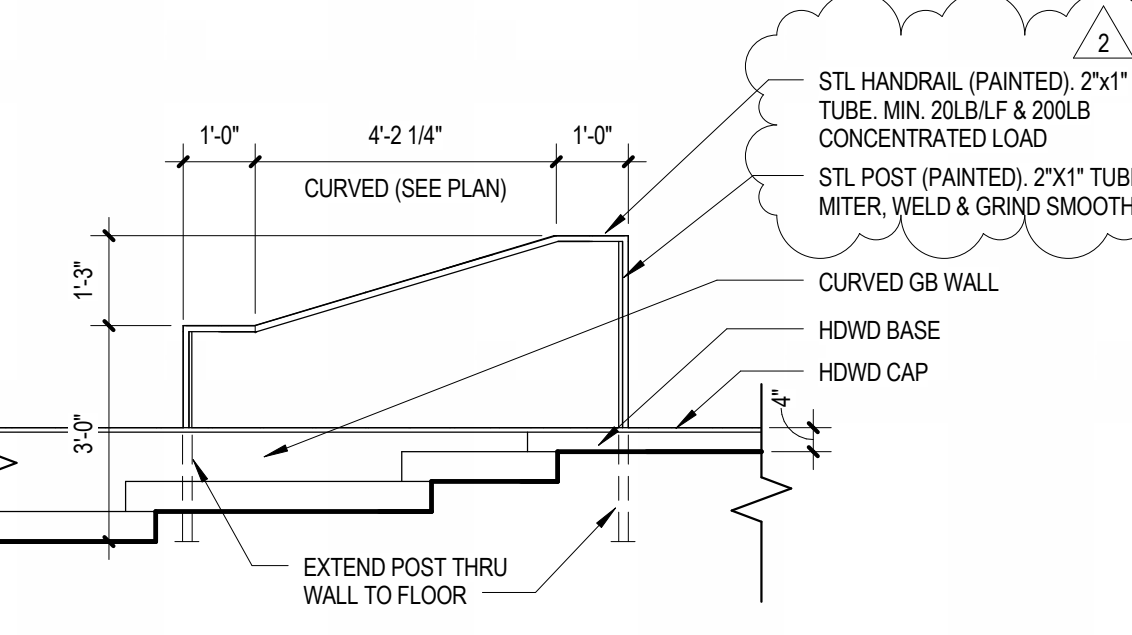 2
STL HANDRAIL (PAINTED). 2"x1"
TUBE. MIN. 20LB/LF & 200LB
CONCENTRATED LOAD
STL POST (PAINTED). 2"X1" TUBE
MITER, WELD & GRIND SMOOTH
1'-0"
4'-2 1/4"
1'-0"
CURVED (SEE PLAN)
1'-3"
CURVED GB WALL
HDWD BASE
HDWD CAP
4"
3'-0"
EXTEND POST THRU
WALL TO FLOOR